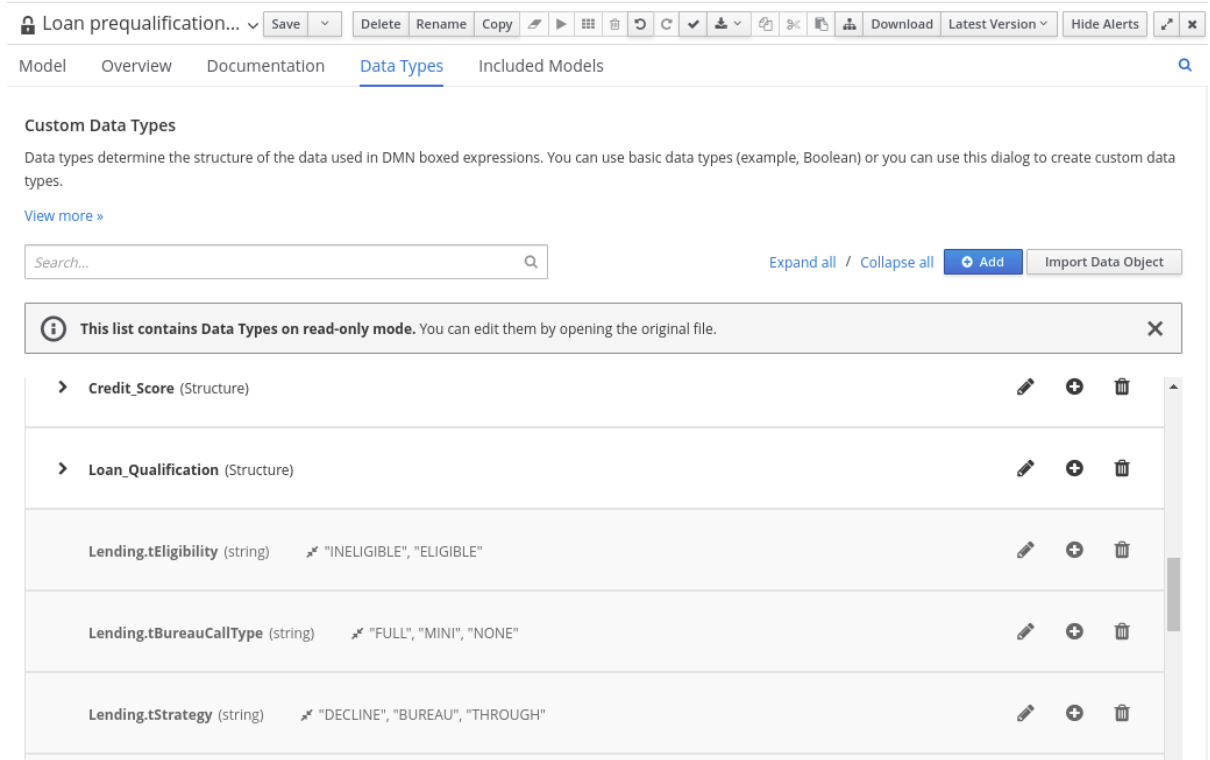 Loan prequalification... Save Delete Rename Copy Download Latest Version Hide Alerts
Model Overview Documentation Data Types Included Models
Custom Data Types
Data types determine the structure of the data used in DMN boxed expressions. You can use basic data types (example, Boolean) or you can use this dialog to create custom data
types.
View more »
Search... Expand all / Collapse all Add Import Data Object
This list contains Data Types on read-only mode. You can edit them by opening the original file.
Credit_Score (Structure)
Loan_Qualification (Structure)
Lending.tEligibility (string) "INELIGIBLE", "ELIGIBLE"
Lending.tBureauCallType (string) "FULL", "MINI", "NONE"
Lending.tStrategy (string) "DECLINE", "BUREAU", "THROUGH"